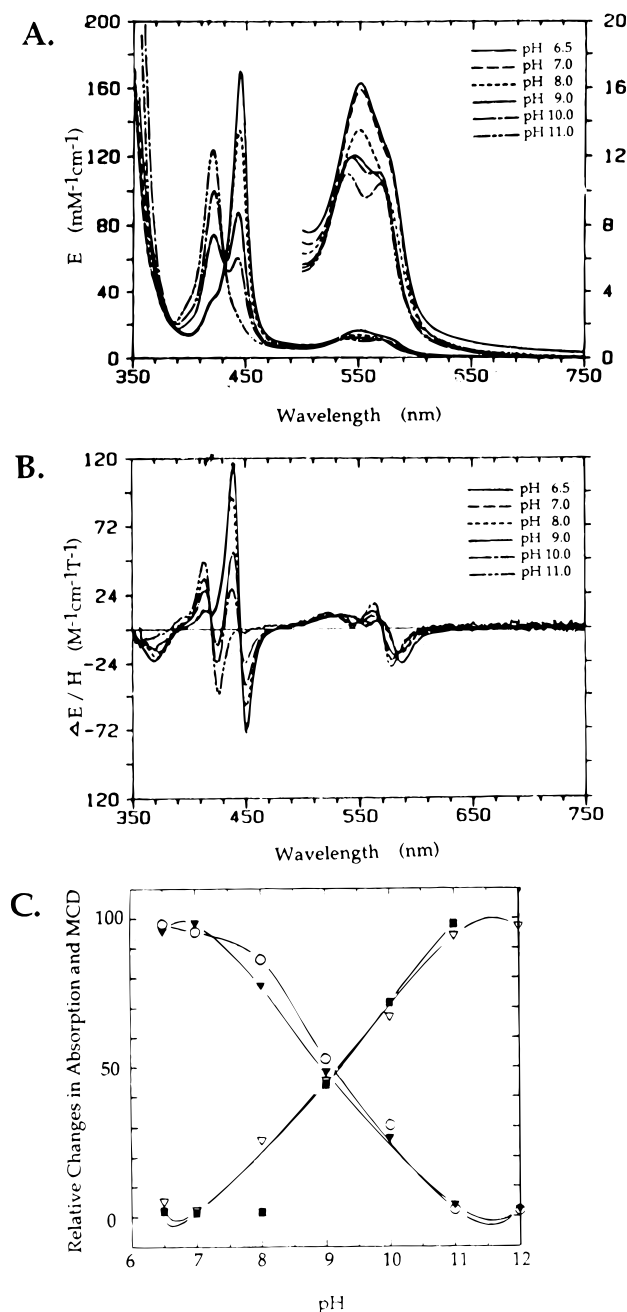 A.
200
160
120
80
40
0
E (mM-1cm-1)
20
16
12
8
4
0
pH 6.5
pH 7.0
pH 8.0
pH 9.0
pH 10.0
pH 11.0
350
450
550
650
750
Wavelength (nm)
B.
120
72
24
-24
-72
120
ΔE / H (M-1cm-1T-1)
pH 6.5
pH 7.0
pH 8.0
pH 9.0
pH 10.0
pH 11.0
350
450
550
650
750
Wavelength (nm)
C.
100
50
0
Relative Changes in Absorption and MCD
6
7
8
9
10
11
12
pH